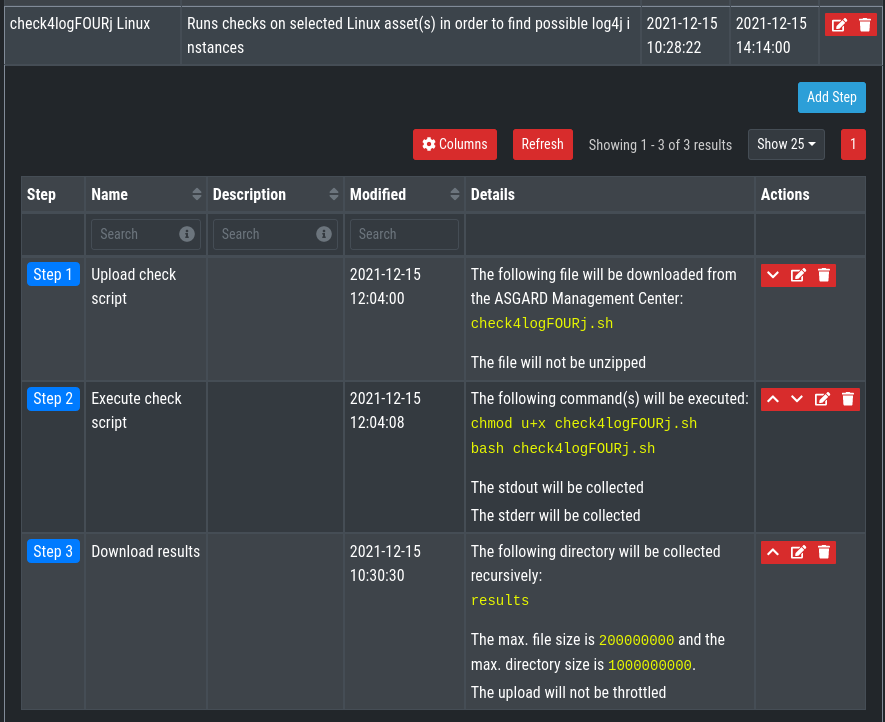 check4logFOURj Linux
Runs checks on selected Linux asset(s) in order to find possible log4j i
nstances
2021-12-15
10:28:22
2021-12-15
14:14:00
Add Step
Columns
Refresh
Showing 1 - 3 of 3 results
Show 25
1
Step
Name
Description
Modified
Details
Actions
Search
Search
Search
Step 1
Upload check
script
2021-12-15
12:04:00
The following file will be downloaded from
the ASGARD Management Center:
check4logFOURj.sh
The file will not be unzipped
Step 2
Execute check
script
2021-12-15
12:04:08
The following command(s) will be executed:
chmod u+x check4logFOURj.sh
bash check4logFOURj.sh
The stdout will be collected
The stderr will be collected
Step 3
Download results
2021-12-15
10:30:30
The following directory will be collected
recursively:
results
The max. file size is 200000000 and the
max. directory size is 1000000000.
The upload will not be throttled